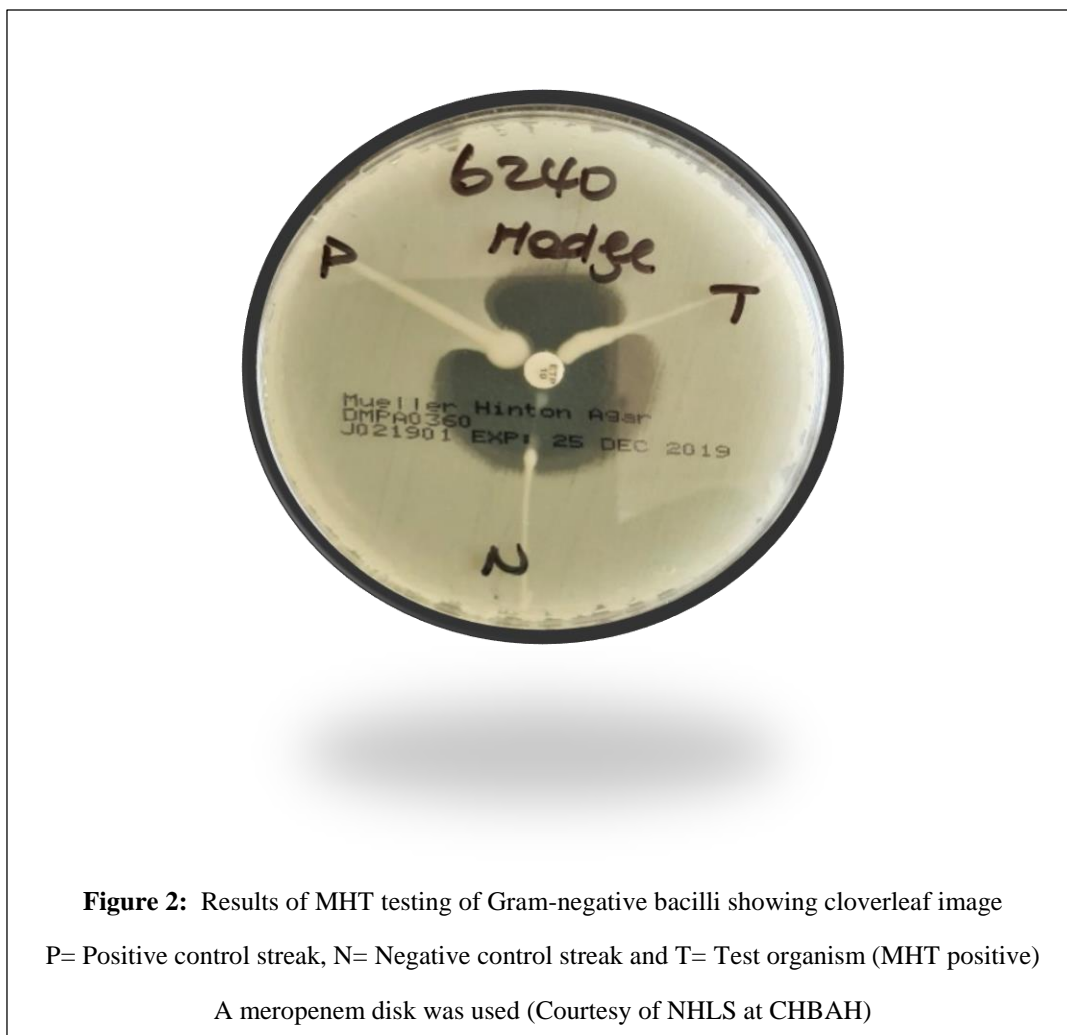 6240
Hodge
P
T
ETP
10
Mueller Hinton Agar
DMPA0360
J021901 EXP: 25 DEC 2019
N
Figure 2: Results of MHT testing of Gram-negative bacilli showing cloverleaf image
P= Positive control streak, N= Negative control streak and T= Test organism (MHT positive)
A meropenem disk was used (Courtesy of NHLS at CHBAH)